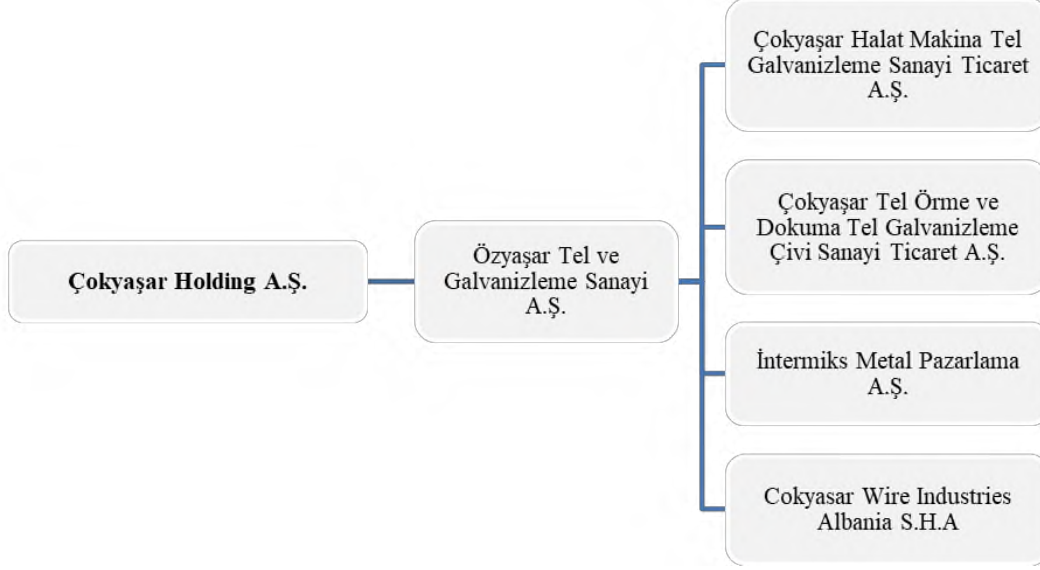 Çokyaşar Holding A.Ş.
Özyaşar Tel ve
Galvanizleme Sanayi
A.Ş.
Çokyaşar Halat Makina Tel
Galvanizleme Sanayi Ticaret
A.Ş.
Çokyaşar Tel Örme ve
Dokuma Tel Galvanizleme
Çivi Sanayi Ticaret A.Ş.
İntermiks Metal Pazarlama
A.Ş.
Cokyasar Wire Industries
Albania S.H.A